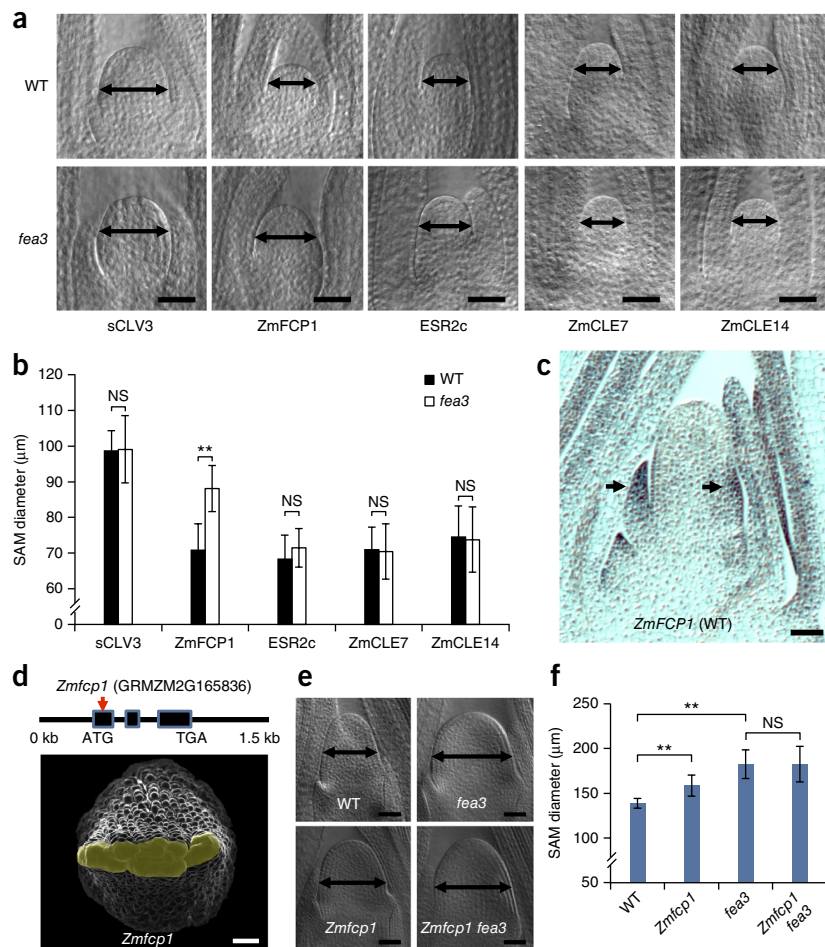 a
WT
fea3
sCLV3 ZmFCP1 ESR2c ZmCLE7 ZmCLE14
b
120
110
100
90
80
70
60
0
SAM diameter (μm)
WT
fea3
NS
**
NS
NS
NS
sCLV3 ZmFCP1 ESR2c ZmCLE7 ZmCLE14
c
ZmFCP1 (WT)
d
Zmfcp1 (GRMZM2G165836)
0 kb ATG TGA 1.5 kb
Zmfcp1
e
WT
fea3
Zmfcp1
Zmfcp1 fea3
f
250
200
150
100
50
SAM diameter (μm)
**
**
NS
WT
Zmfcp1
fea3
Zmfcp1
fea3